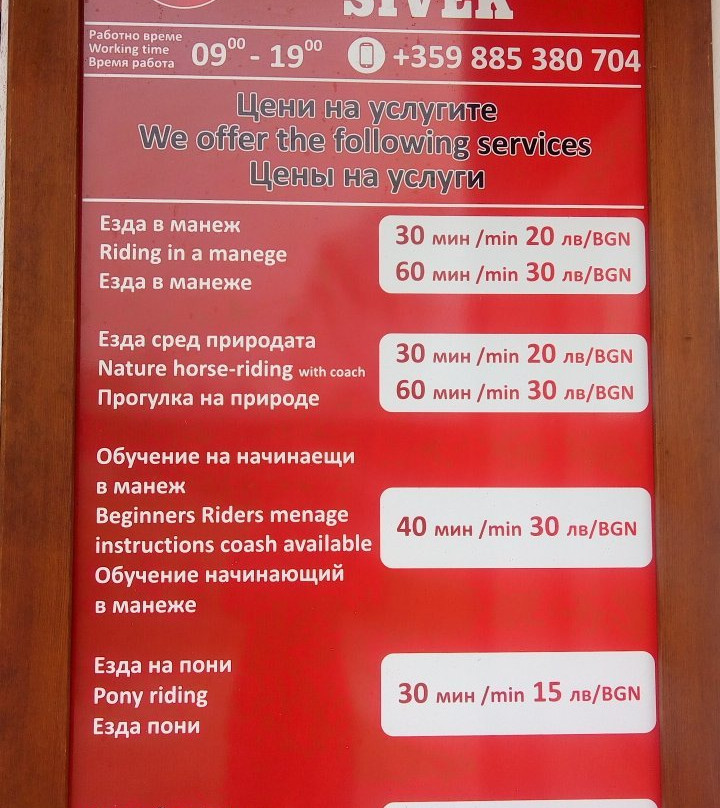 SIVEK
Работно време
Working time
Время работа
09⁰⁰ - 19⁰⁰
+359 885 380 704
Цени на услугите
We offer the following services
Цены на услуги
Езда в манеж
Riding in a manege
Езда в манеже
30 мин /min 20 лв/BGN
60 мин /min 30 лв/BGN
Езда сред природата
Nature horse-riding with coach
Прогулка на природе
30 мин /min 20 лв/BGN
60 мин /min 30 лв/BGN
Обучение на начинаещи
в манеж
Beginners Riders menage
instructions coash available
Обучение начинающий
в манеже
40 мин /min 30 лв/BGN
Езда на пони
Pony riding
Езда пони
30 мин /min 15 лв/BGN